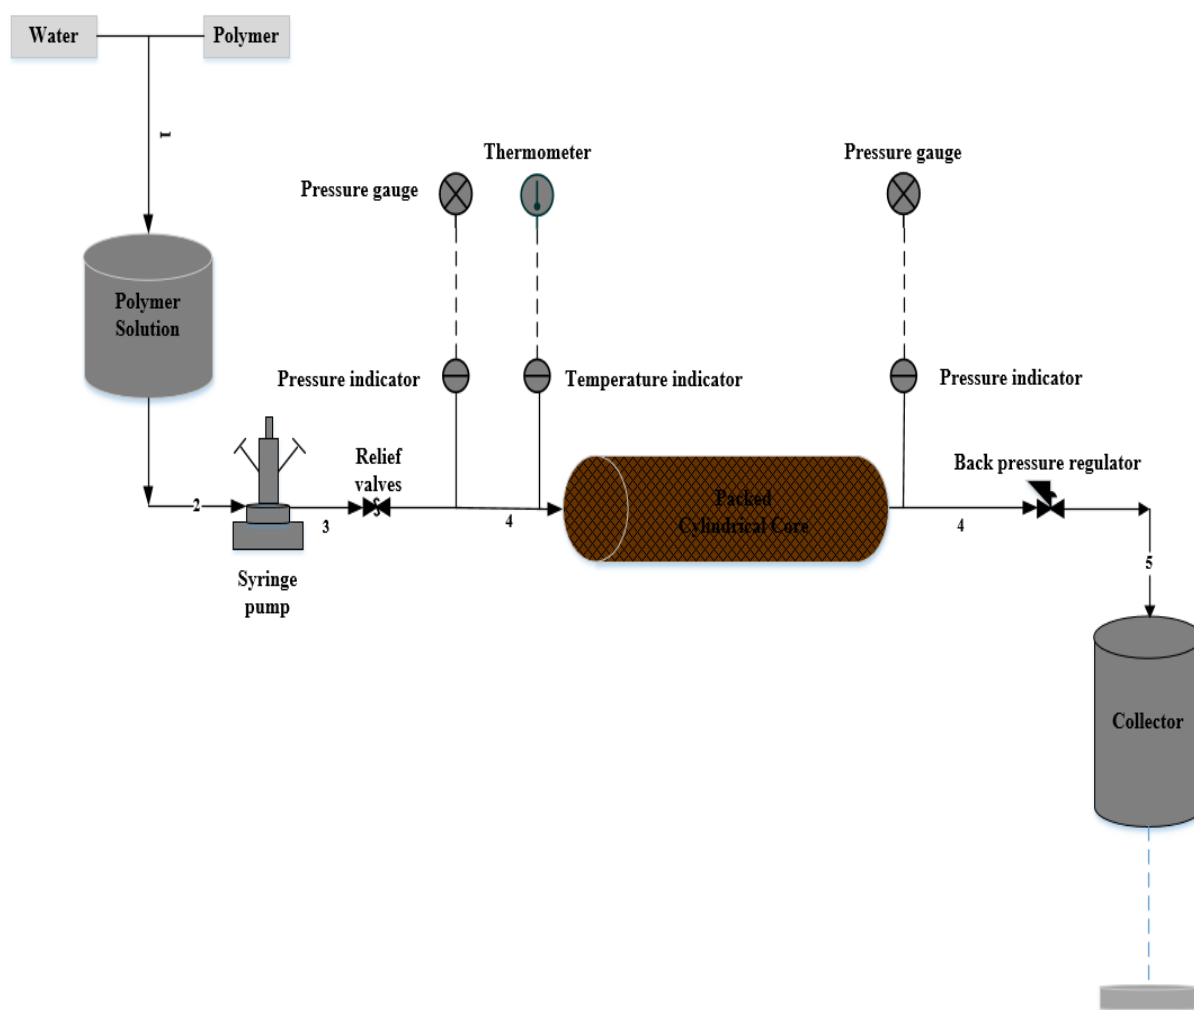 Water
Polymer
1
Thermometer
Pressure gauge
Pressure gauge
Polymer
Solution
Pressure indicator
Temperature indicator
Pressure indicator
Relief
valves
Back pressure regulator
2
3
4
Packed
Cylindrical Core
4
5
Syringe
pump
Collector